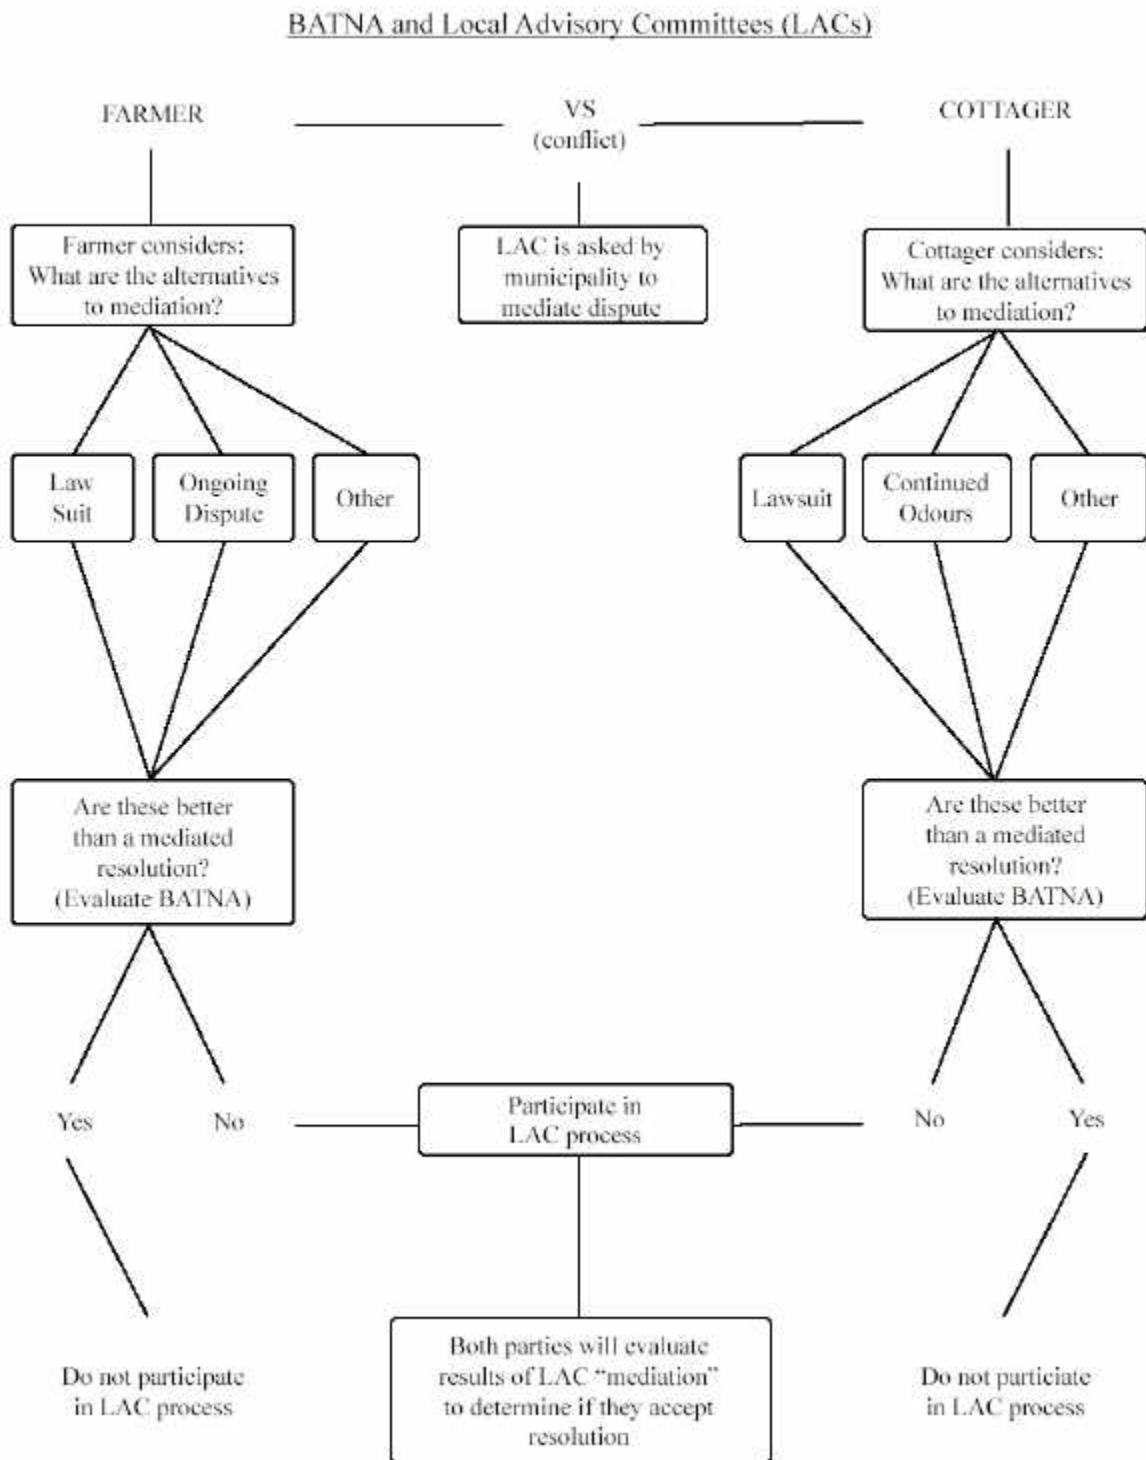 BATNA and Local Advisory Committees (LACs)
FARMER
VS
(conflict)
COTTAGER
Farmer considers:
What are the alternatives
to mediation?
LAC is asked by
municipality to
mediate dispute
Cottager considers:
What are the alternatives
to mediation?
Law
Suit
Ongoing
Dispute
Other
Lawsuit
Continued
Odours
Other
Are these better
than a mediated
resolution?
(Evaluate BATNA)
Are these better
than a mediated
resolution?
(Evaluate BATNA)
Yes
No
Participate in
LAC process
No
Yes
Do not participate
in LAC process
Both parties will evaluate
results of LAC “mediation”
to determine if they accept
resolution
Do not particiate
in LAC process